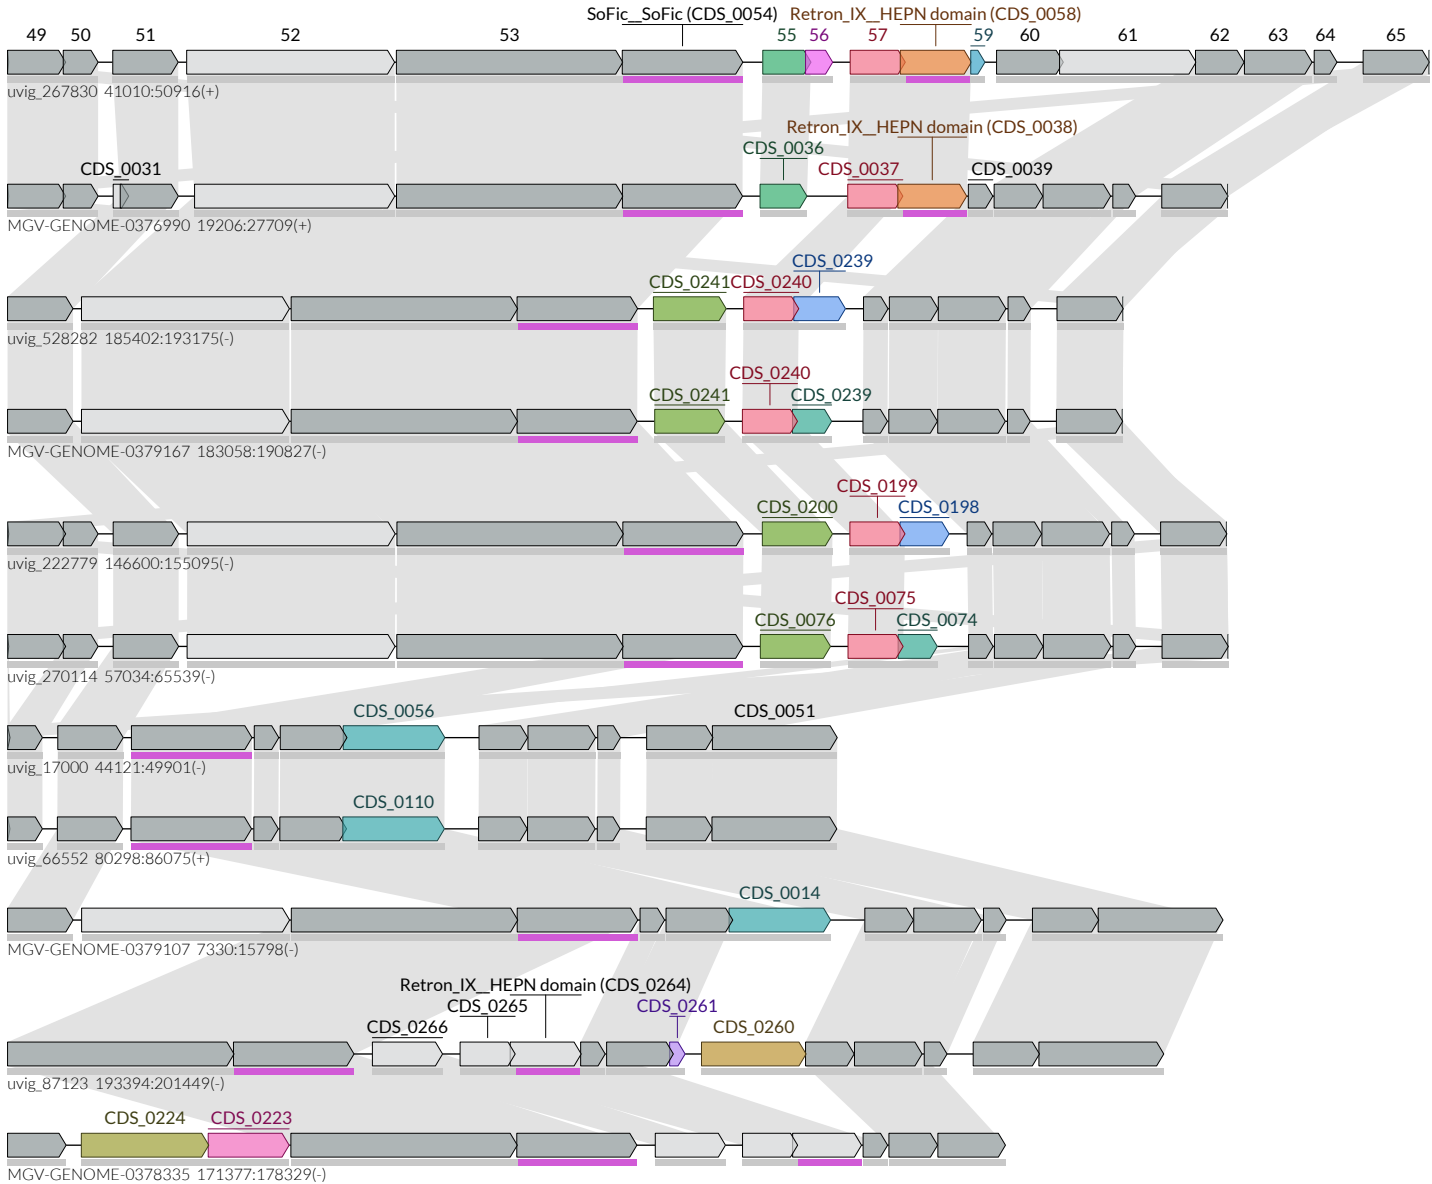 SoFic__SoFic (CDS_0054) Retron_IX__HEPN domain (CDS_0058)
49 50 51 52 53 55 56 57 59 60 61 62 63 64 65
uvig_267830 41010:50916(+)
Retron_IX__HEPN domain (CDS_0038)
CDS_0036
CDS_0031 CDS_0037 CDS_0039
MGV-GENOME-0376990 19206:27709(+)
CDS_0239
CDS_0241 CDS_0240
uvig_528282 185402:193175(-)
CDS_0240
CDS_0241 CDS_0239
MGV-GENOME-0379167 183058:190827(-)
CDS_0199
CDS_0200 CDS_0198
uvig_222779 146600:155095(-)
CDS_0075
CDS_0076 CDS_0074
uvig_270114 57034:65539(-)
CDS_0056 CDS_0051
uvig_17000 44121:49901(-)
CDS_0110
uvig_66552 80298:86075(+)
CDS_0014
MGV-GENOME-0379107 7330:15798(-)
Retron_IX__HEPN domain (CDS_0264)
CDS_0265 CDS_0261
CDS_0266 CDS_0260
uvig_87123 193394:201449(-)
CDS_0224 CDS_0223
MGV-GENOME-0378335 171377:178329(-)